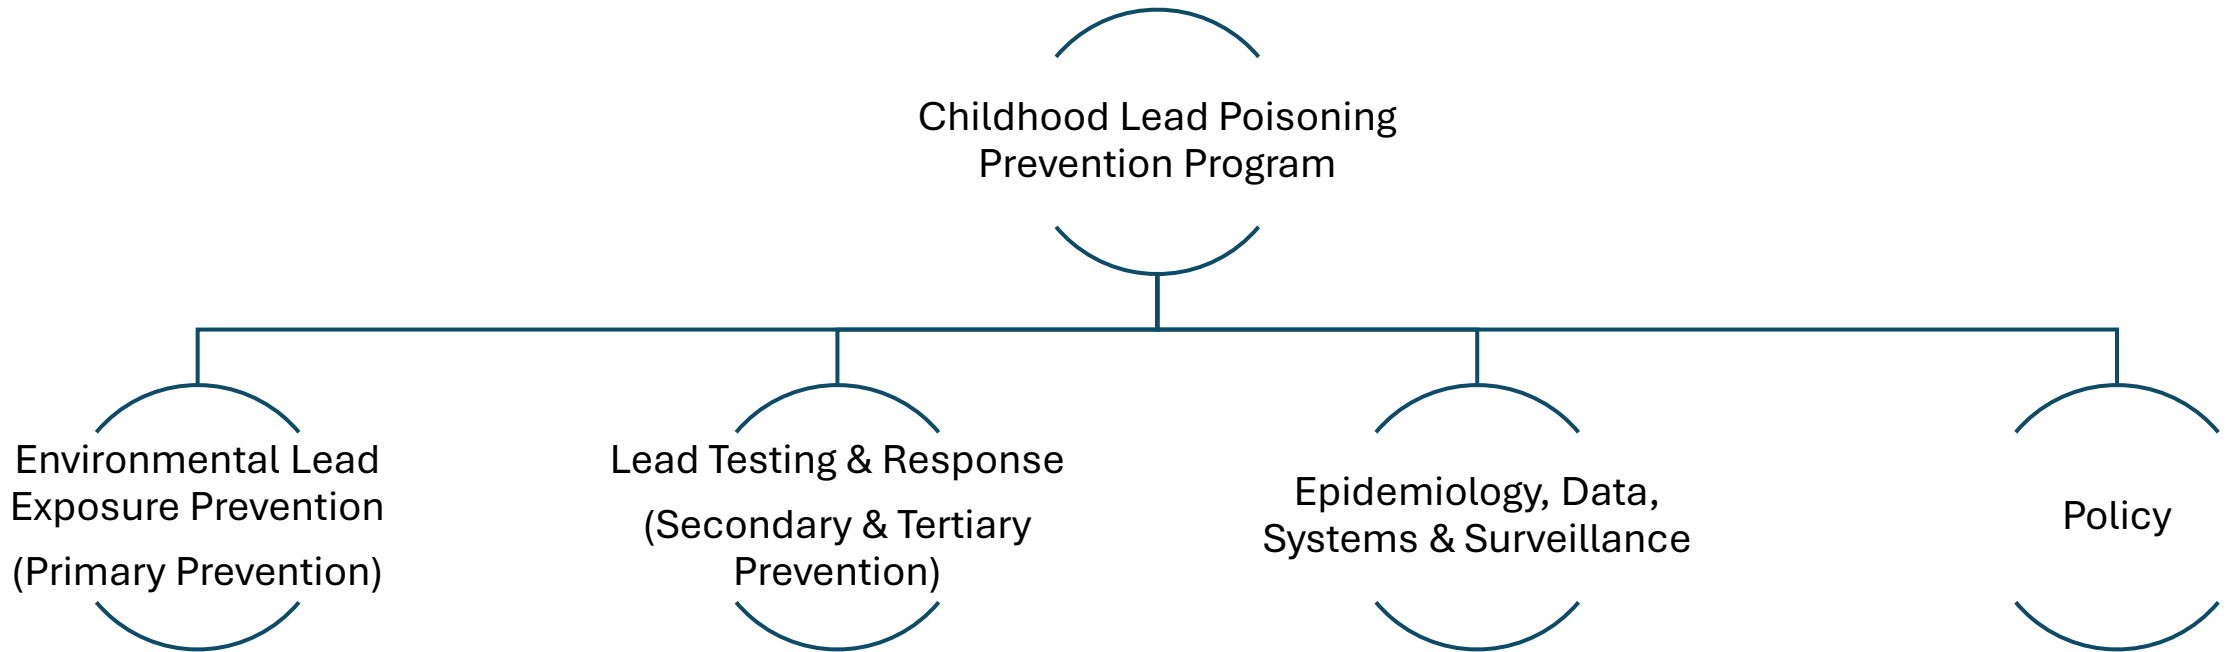 Childhood Lead Poisoning
Prevention Program
Environmental Lead
Exposure Prevention
(Primary Prevention)
Lead Testing & Response
(Secondary & Tertiary
Prevention)
Epidemiology, Data,
Systems & Surveillance
Policy